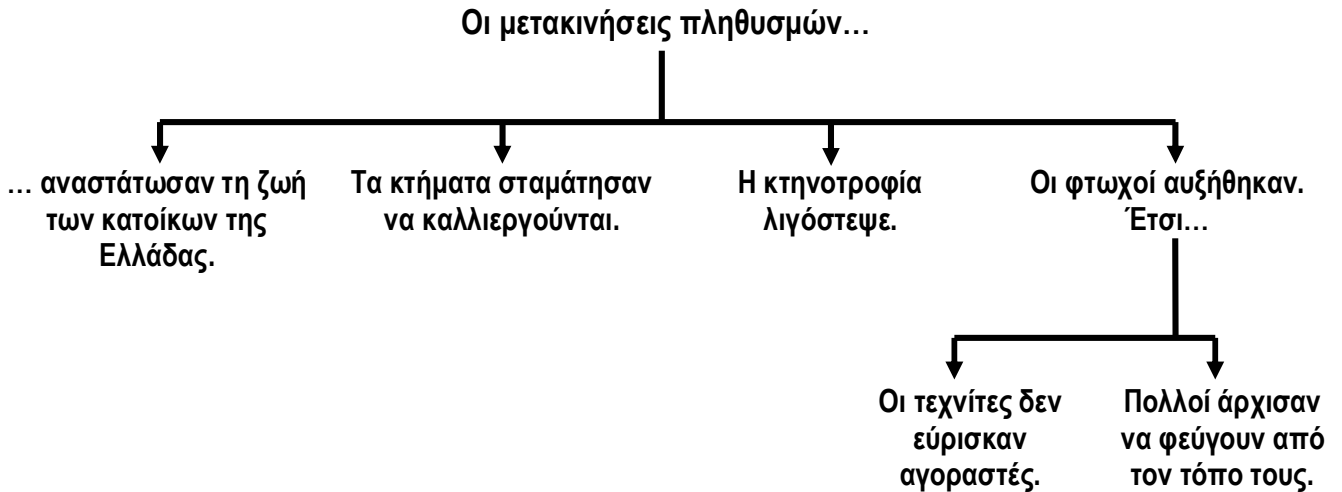 Οι μετακινήσεις πληθυσμών…
… αναστάτωσαν τη ζωή
των κατοίκων της
Ελλάδας.
Τα κτήματα σταμάτησαν
να καλλιεργούνται.
Η κτηνοτροφία
λιγόστεψε.
Οι φτωχοί αυξήθηκαν.
Έτσι…
Οι τεχνίτες δεν
εύρισκαν
αγοραστές.
Πολλοί άρχισαν
να φεύγουν από
τον τόπο τους.